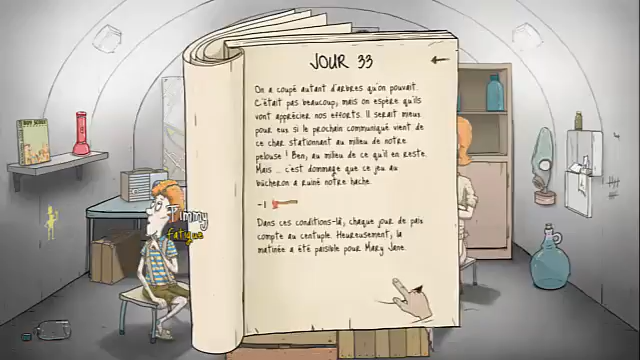 JOUR 33
On a coupé autant d'arbres qu'on pouvait.
C'était pas beaucoup, mais on espère qu'ils
vont apprécier nos efforts. Il serait mieux
pour eux si le prochain communiqué vient de
ce char stationnant au milieu de notre
pelouse ! Ben, au milieu de ce qu'il en reste.
Mais ... c'est dommage que ce jeu au
bûcheron a ruiné notre hache.
-1
Dans ces conditions-là, chaque jour de paix
compte au centuple. Heureusement, la
matinée a été paisible pour Mary Jane.
Timmy
fatigue